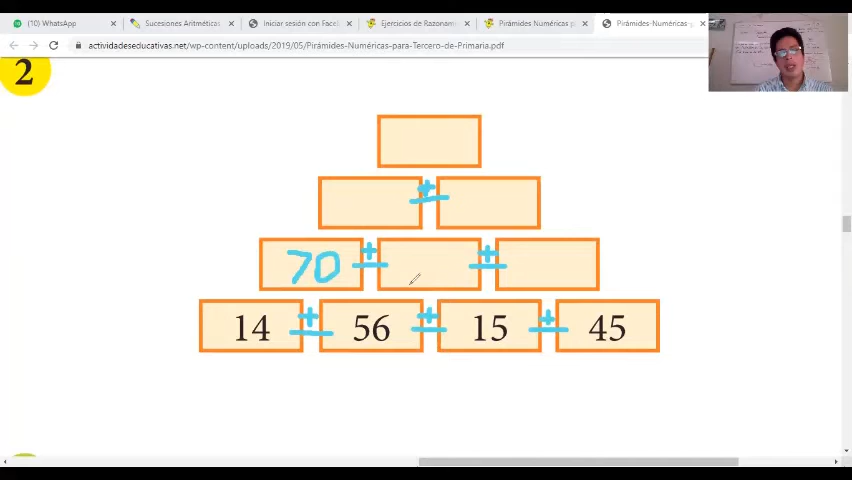 (10) WhatsApp
Sucesiones Aritméticas
Iniciar sesión con Face
Ejercicios de Razonam
Pirámides Numéricas p
Pirámides-Numéricas-p
actividadeseducativas.net/wp-content/uploads/2019/05/Pirámides-Numéricas-para-Tercero-de-Primaria.pdf
2
+
70 + +
14 + 56 + 15 + 45